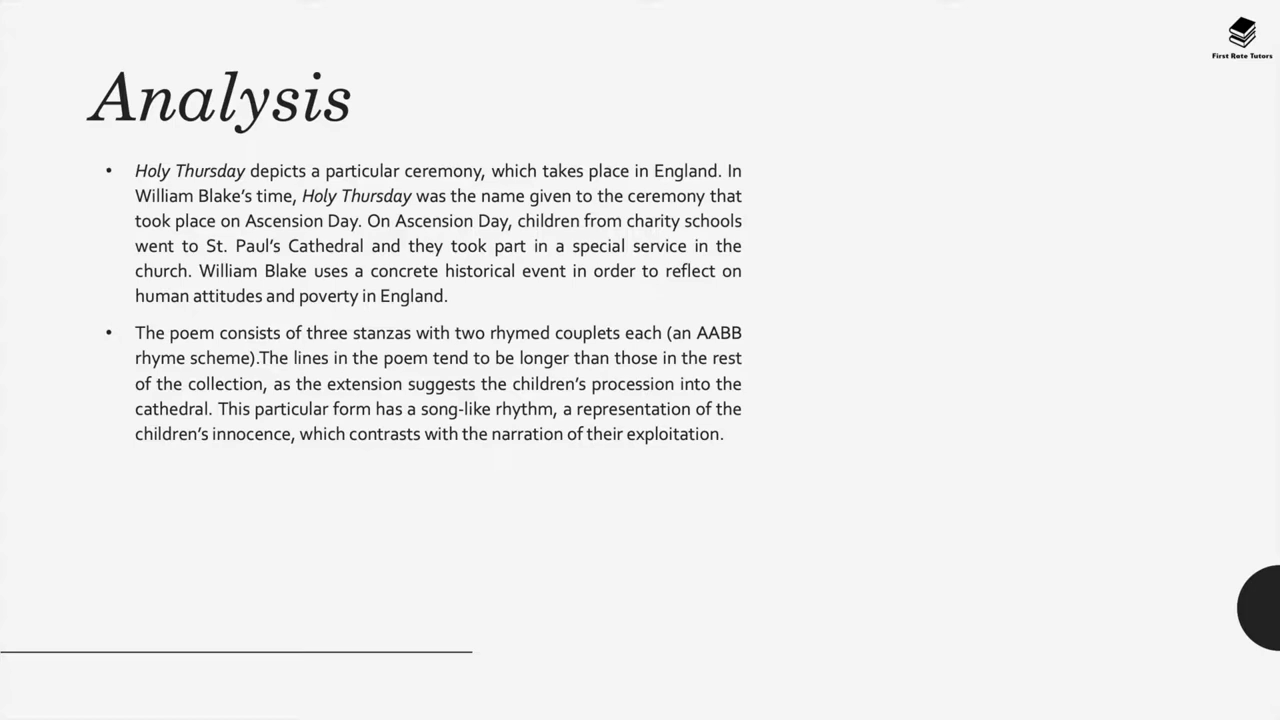 First Rate Tutors
Analysis
• Holy Thursday depicts a particular ceremony, which takes place in England. In
William Blake’s time, Holy Thursday was the name given to the ceremony that
took place on Ascension Day. On Ascension Day, children from charity schools
went to St. Paul’s Cathedral and they took part in a special service in the
church. William Blake uses a concrete historical event in order to reflect on
human attitudes and poverty in England.
• The poem consists of three stanzas with two rhymed couplets each (an AABB
rhyme scheme).The lines in the poem tend to be longer than those in the rest
of the collection, as the extension suggests the children’s procession into the
cathedral. This particular form has a song-like rhythm, a representation of the
children’s innocence, which contrasts with the narration of their exploitation.